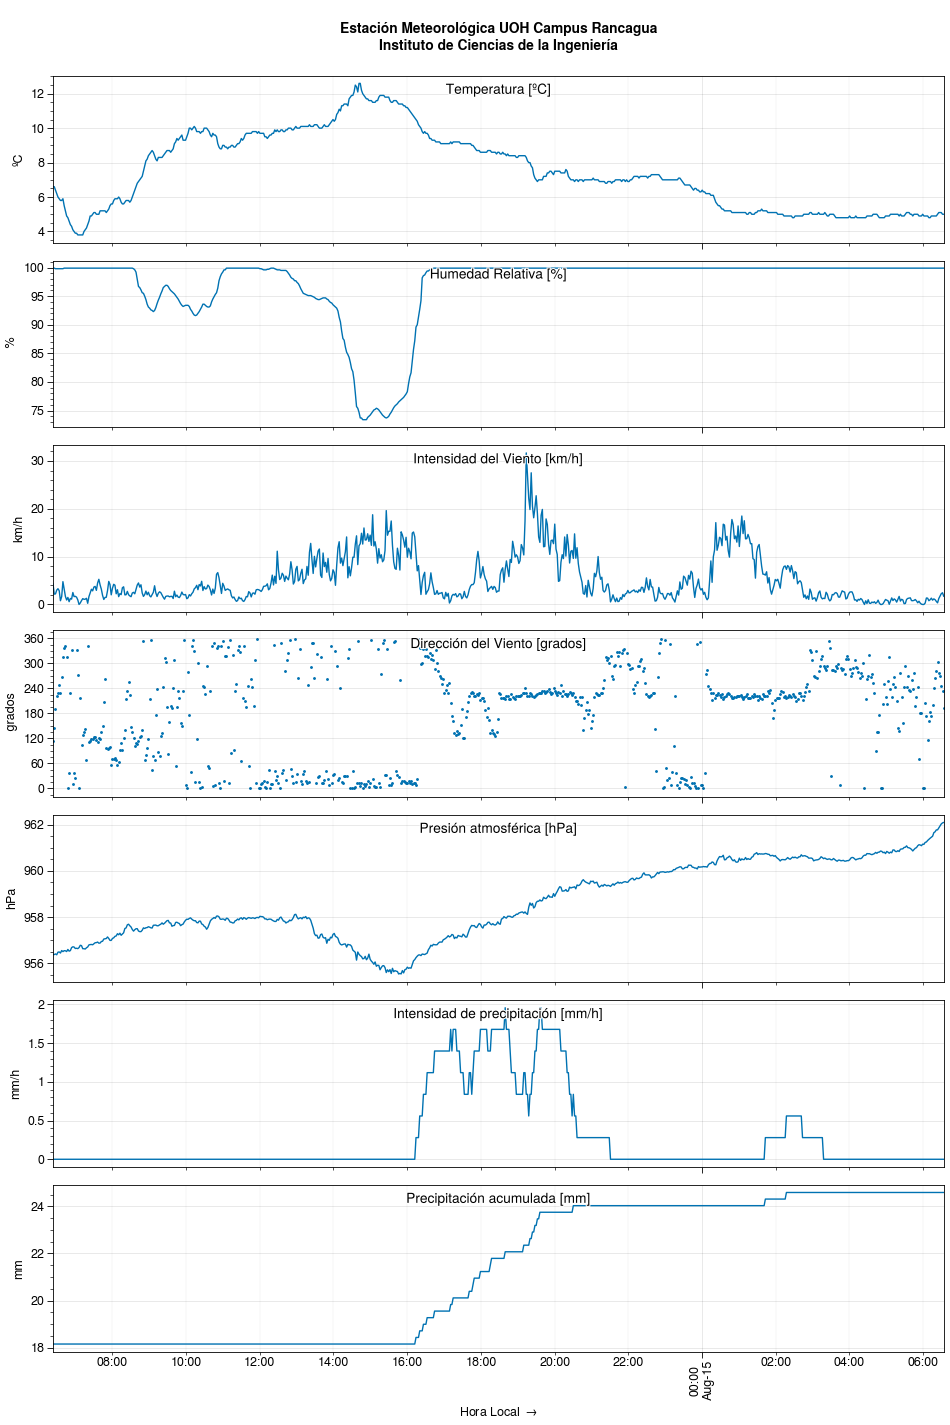 Estación Meteorológica UOH Campus Rancagua
Instituto de Ciencias de la Ingeniería
Temperatura [ºC]
ºC
12
10
8
6
4
Humedad Relativa [%]
%
100
95
90
85
80
75
Intensidad del Viento [km/h]
km/h
30
20
10
0
Dirección del Viento [grados]
grados
360
300
240
180
120
60
0
Presión atmosférica [hPa]
hPa
962
960
958
956
Intensidad de precipitación [mm/h]
mm/h
2
1.5
1
0.5
0
Precipitación acumulada [mm]
mm
24
22
20
18
08:00 10:00 12:00 14:00 16:00 18:00 20:00 22:00 00:00 02:00 04:00 06:00
Aug-15
Hora Local →